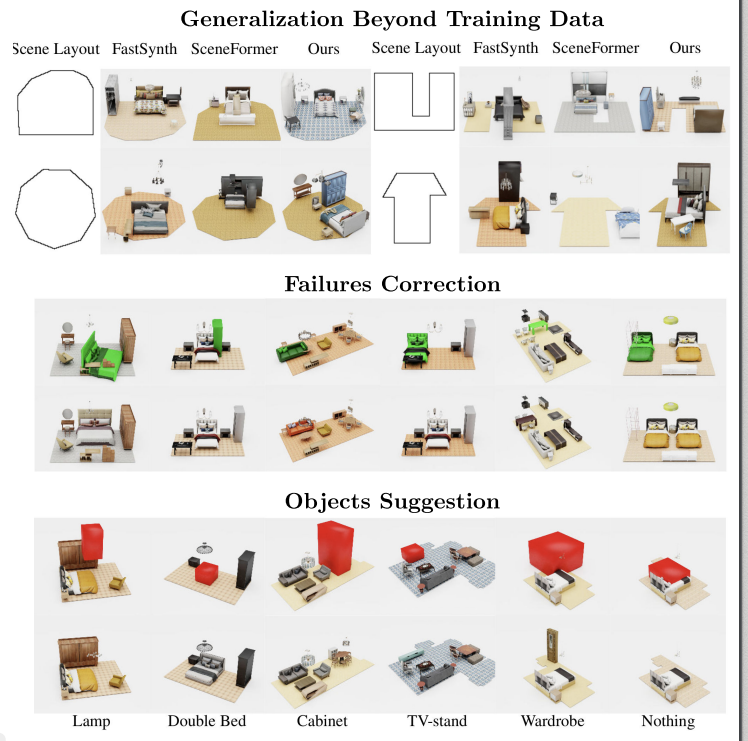 Generalization Beyond Training Data
Scene Layout FastSynth SceneFormer Ours Scene Layout FastSynth SceneFormer Ours
Failures Correction
Objects Suggestion
Lamp Double Bed Cabinet TV-stand Wardrobe Nothing